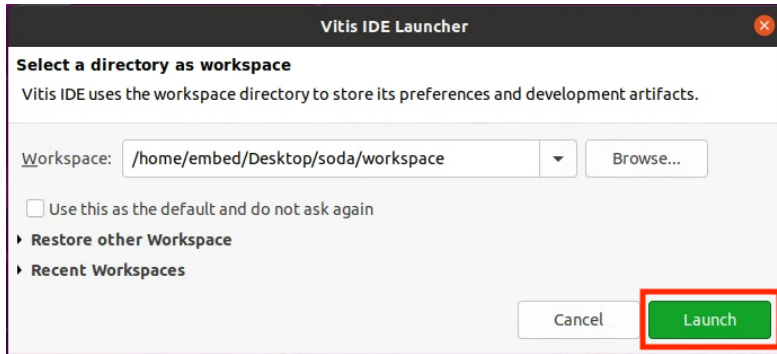 Vitis IDE Launcher
Select a directory as workspace
Vitis IDE uses the workspace directory to store its preferences and development artifacts.
Workspace: /home/embed/Desktop/soda/workspace Browse...
Use this as the default and do not ask again
Restore other Workspace
Recent Workspaces
Cancel Launch